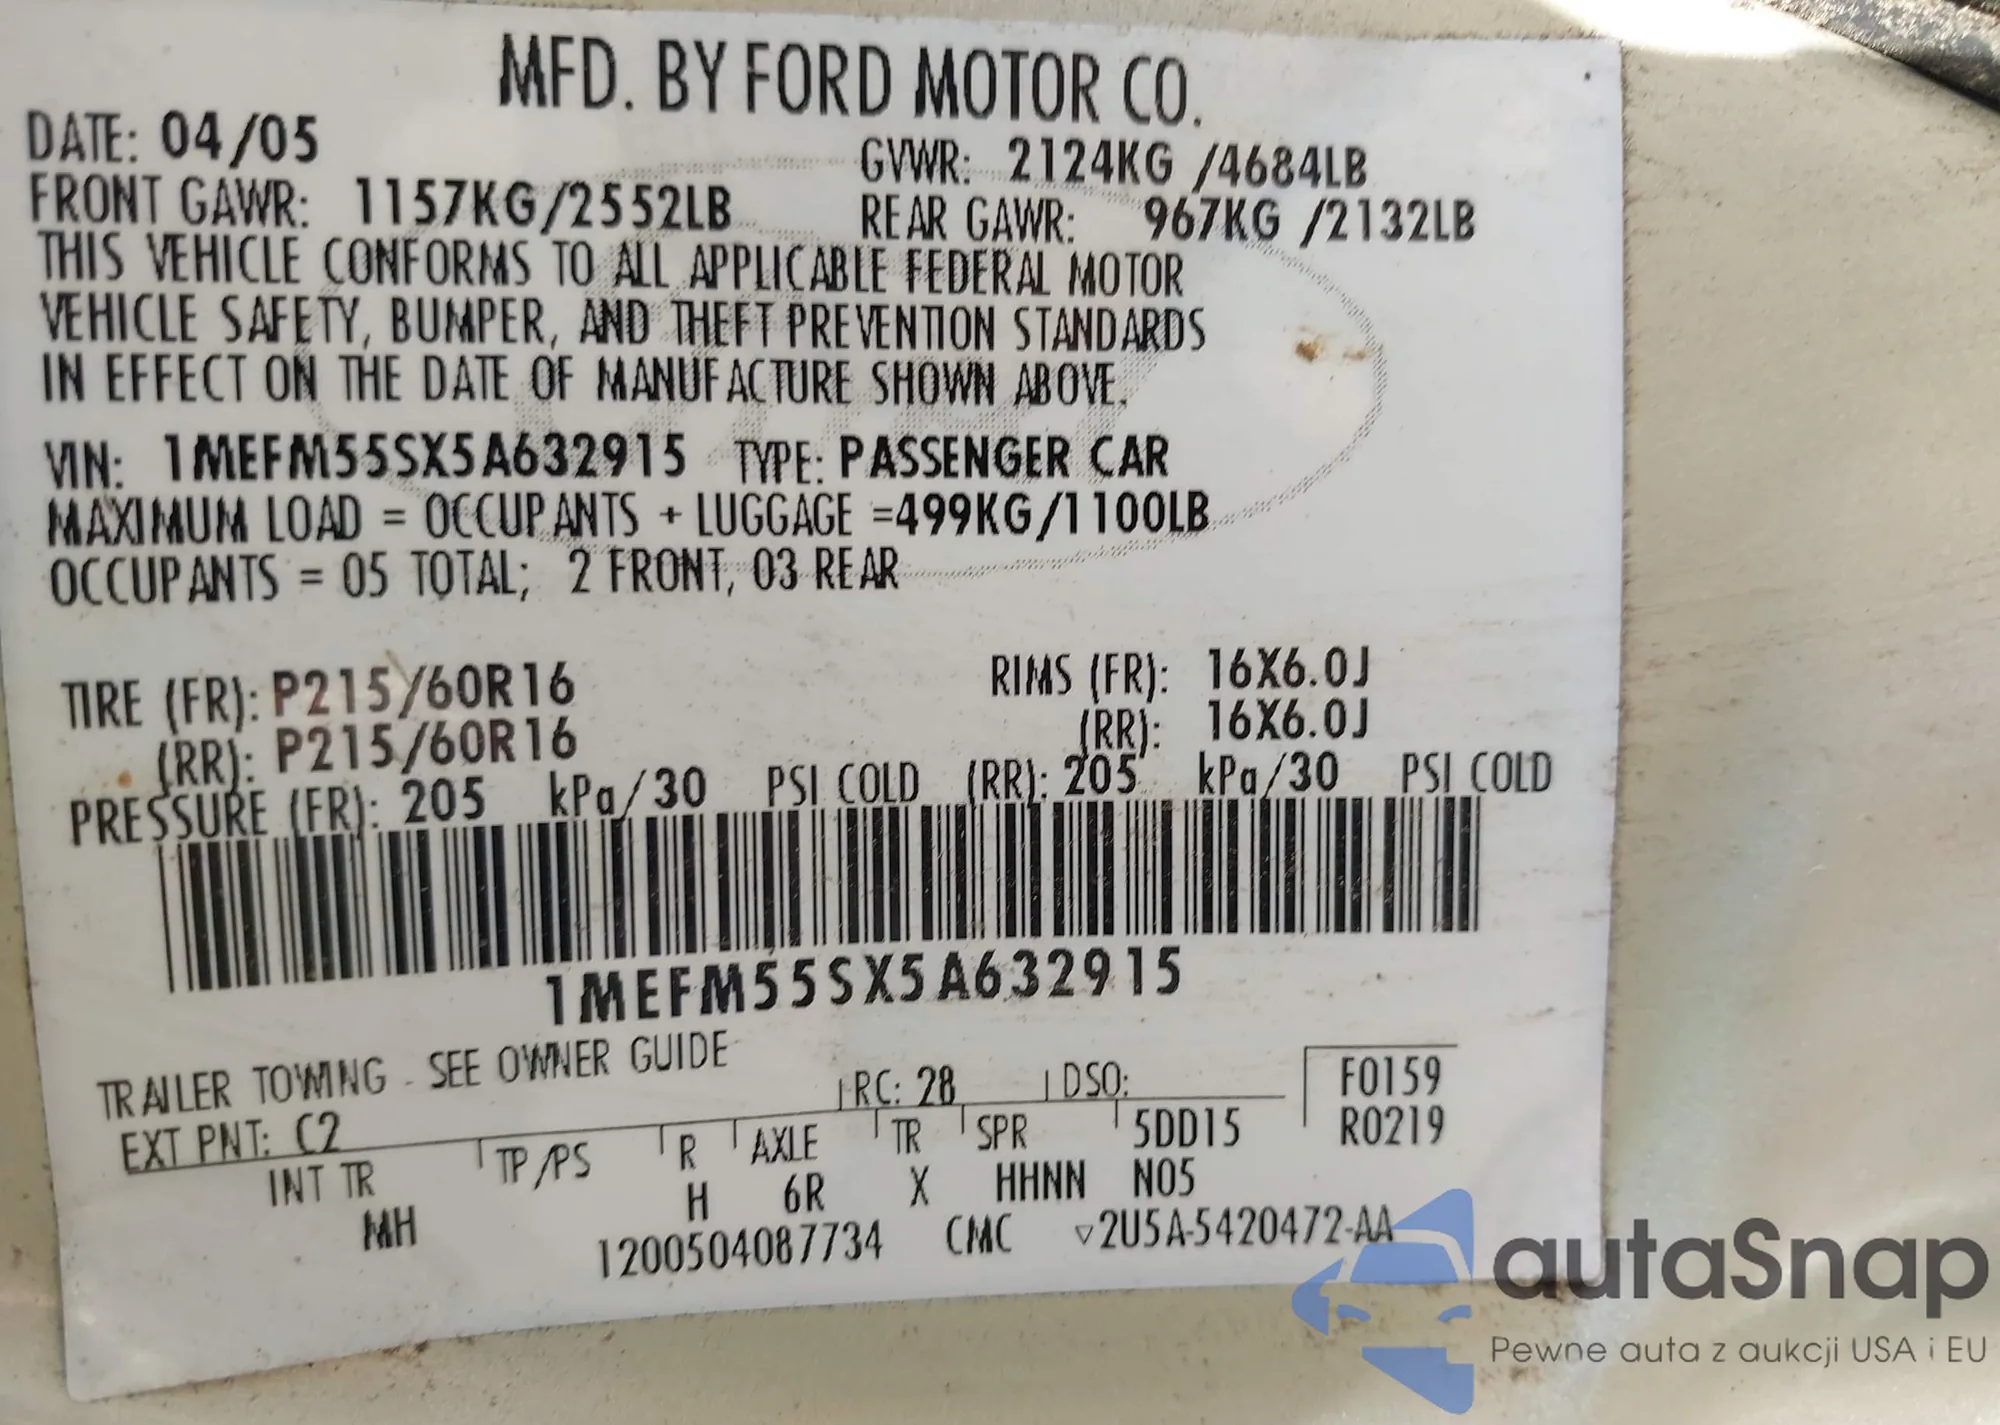 MFD. BY FORD MOTOR CO.
DATE: 04/05
GVWR: 2124KG /4684LB
FRONT GAWR: 1157KG/2552LB
REAR GAWR: 967KG /2132LB
THIS VEHICLE CONFORMS TO ALL APPLICABLE FEDERAL MOTOR
VEHICLE SAFETY, BUMPER, AND THEFT PREVENTION STANDARDS
IN EFFECT ON THE DATE OF MANUFACTURE SHOWN ABOVE.
VIN: 1MEFM55SX5A632915 TYPE: PASSENGER CAR
MAXIMUM LOAD = OCCUPANTS + LUGGAGE =499KG/1100LB
OCCUPANTS = 05 TOTAL; 2 FRONT, 03 REAR
TIRE (FR): P215/60R16 RIMS (FR): 16X6.0J
(RR): P215/60R16 (RR): 16X6.0J
PRESSURE (FR): 205 kPa/30 PSI COLD (RR): 205 kPa/30 PSI COLD
1MEFM55SX5A632915
TRAILER TOWING - SEE OWNER GUIDE
EXT PNT: C2 RC: 28 DSO: F0159
INT TR TP/PS R AXLE TR SPR 5DD15 R0219
MH H 6R X HHNN N05
1200504087734 CMC ▽2U5A-5420472-AA
autaSnap
Pewne auta z aukcji USA i EU